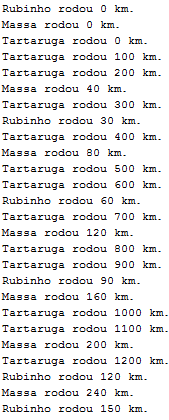 Rubinho rodou 0 km.
Massa rodou 0 km.
Tartaruga rodou 0 km.
Tartaruga rodou 100 km.
Tartaruga rodou 200 km.
Massa rodou 40 km.
Tartaruga rodou 300 km.
Rubinho rodou 30 km.
Tartaruga rodou 400 km.
Massa rodou 80 km.
Tartaruga rodou 500 km.
Tartaruga rodou 600 km.
Rubinho rodou 60 km.
Tartaruga rodou 700 km.
Massa rodou 120 km.
Tartaruga rodou 800 km.
Tartaruga rodou 900 km.
Rubinho rodou 90 km.
Massa rodou 160 km.
Tartaruga rodou 1000 km.
Tartaruga rodou 1100 km.
Massa rodou 200 km.
Tartaruga rodou 1200 km.
Rubinho rodou 120 km.
Massa rodou 240 km.
Rubinho rodou 150 km.